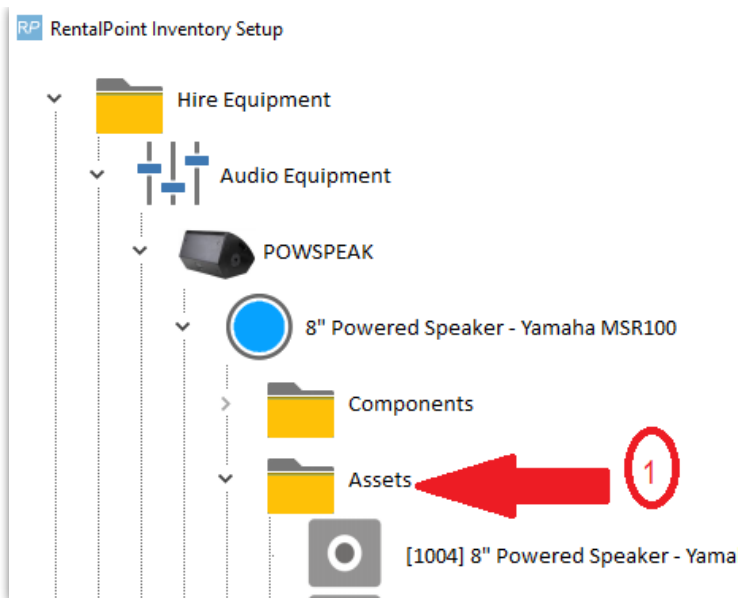 RP RentalPoint Inventory Setup
Hire Equipment
Audio Equipment
POWSPEAK
8" Powered Speaker - Yamaha MSR100
Components
Assets
1
[1004] 8" Powered Speaker - Yama